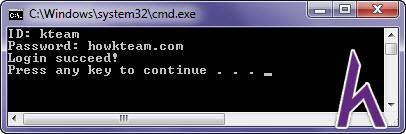 C:\Windows\system32\cmd.exe
ID: kteam
Password: howkteam.com
Login succeed!
Press any key to continue . . . _